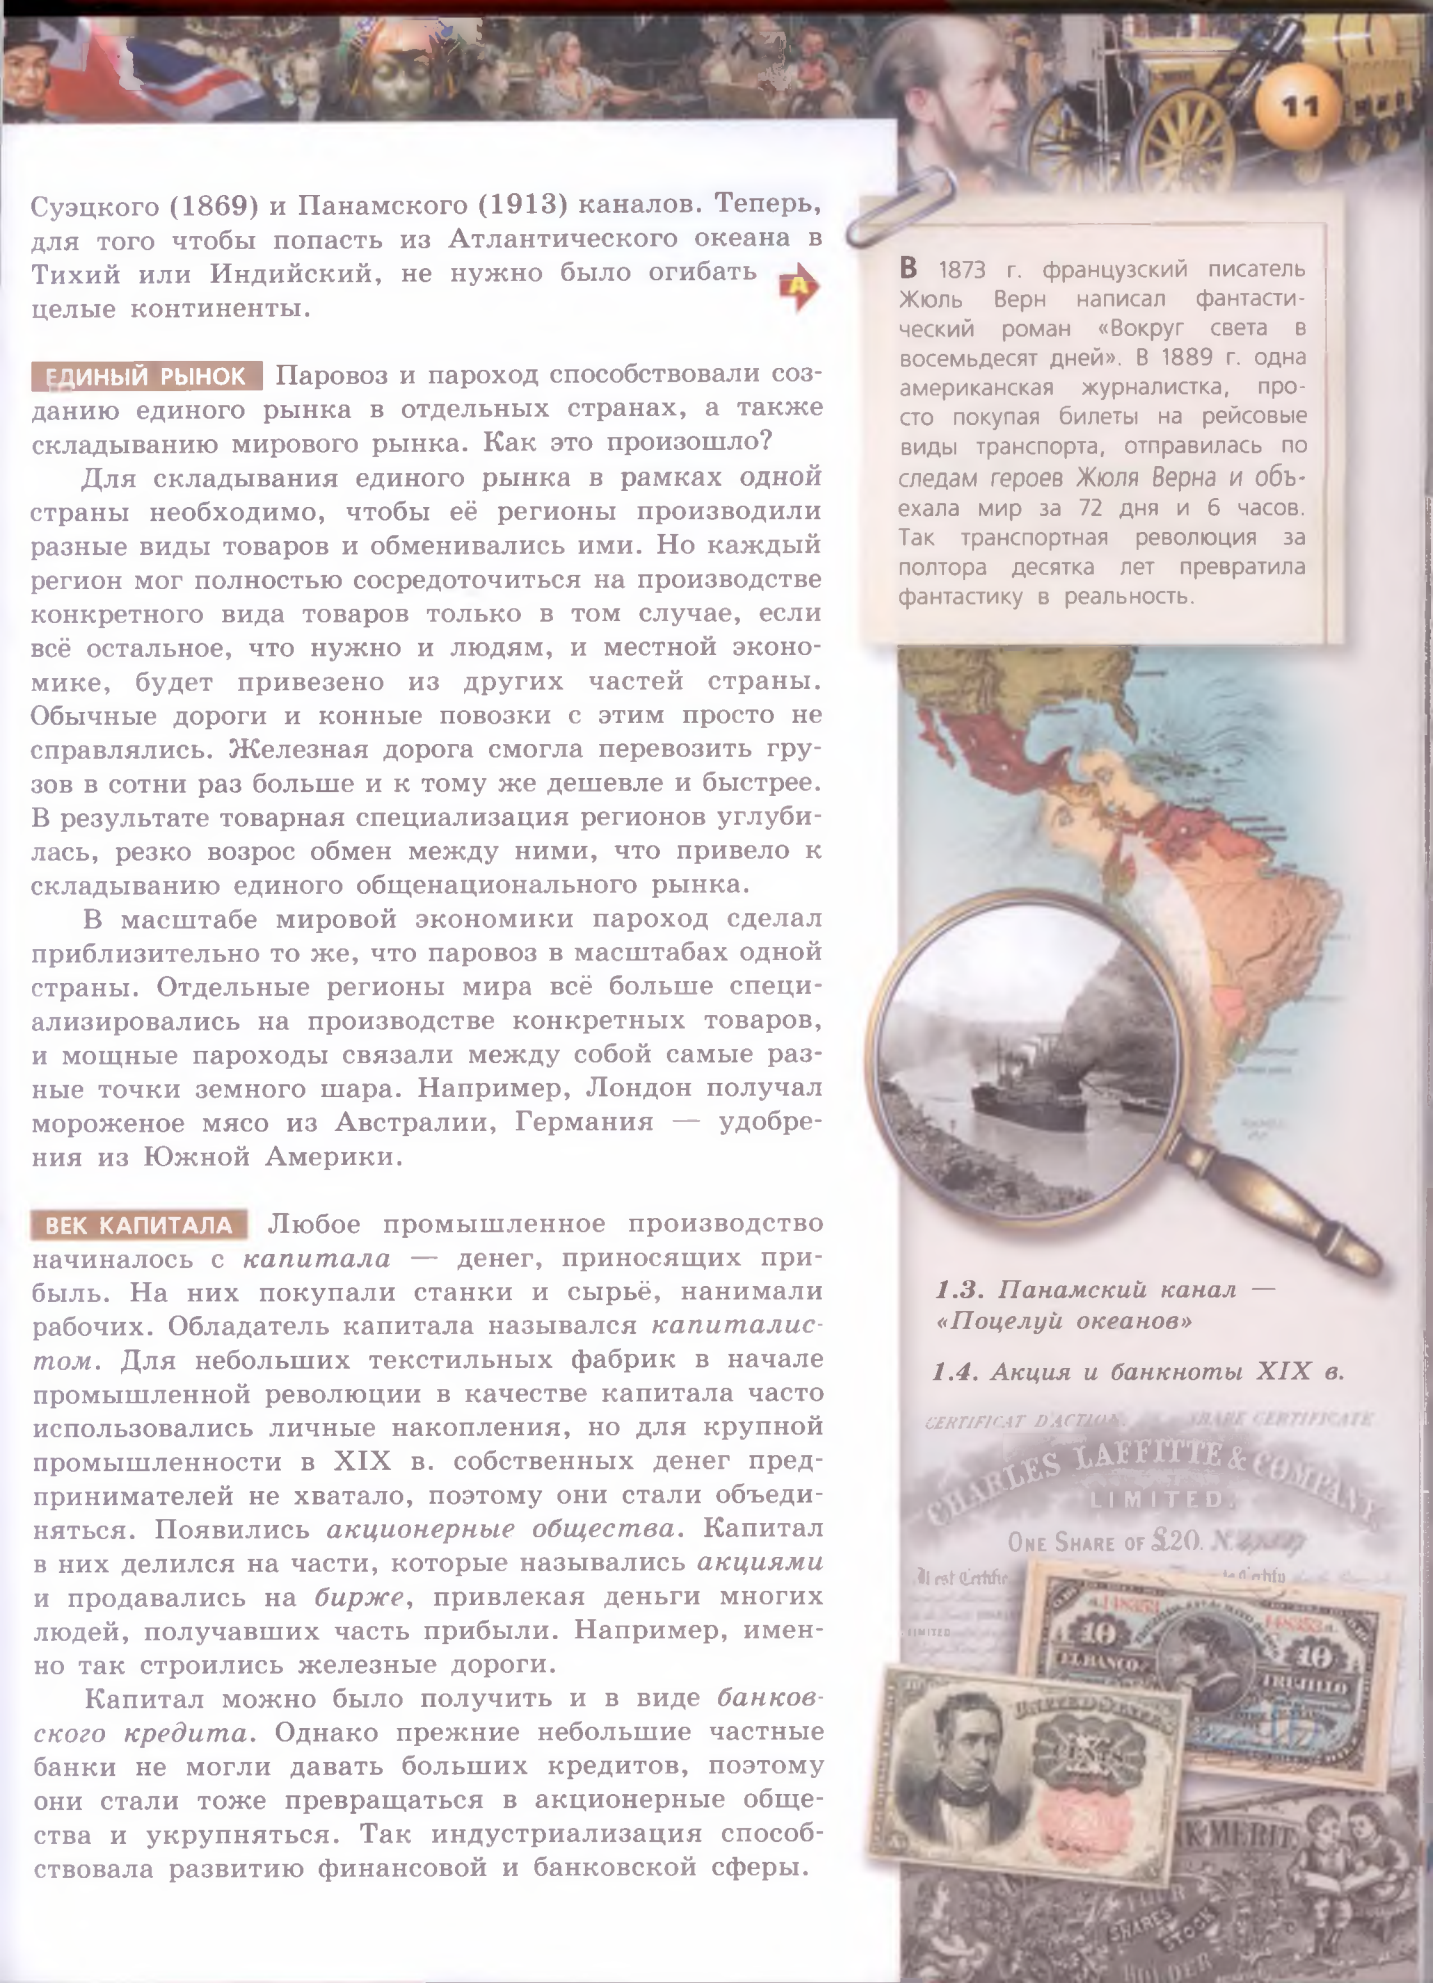 11
Суэцкого (1869) и Панамского (1913) каналов. Теперь,
для того чтобы попасть из Атлантического океана в
Тихий или Индийский, не нужно было огибать
целые континенты.
А
ЕДИНЫЙ РЫНОК Паровоз и пароход способствовали соз-
данию единого рынка в отдельных странах, а также
складыванию мирового рынка. Как это произошло?
Для складывания единого рынка в рамках одной
страны необходимо, чтобы её регионы производили
разные виды товаров и обменивались ими. Но каждый
регион мог полностью сосредоточиться на производстве
конкретного вида товаров только в том случае, если
всё остальное, что нужно и людям, и местной эконо-
мике, будет привезено из других частей страны.
Обычные дороги и конные повозки с этим просто не
справлялись. Железная дорога смогла перевозить гру-
зов в сотни раз больше и к тому же дешевле и быстрее.
В результате товарная специализация регионов углуби-
лась, резко возрос обмен между ними, что привело к
складыванию единого общенационального рынка.
В масштабе мировой экономики пароход сделал
приблизительно то же, что паровоз в масштабах одной
страны. Отдельные регионы мира всё больше специ-
ализировались на производстве конкретных товаров,
и мощные пароходы связали между собой самые раз-
ные точки земного шара. Например, Лондон получал
мороженое мясо из Австралии, Германия — удобре-
ния из Южной Америки.
ВЕК КАПИТАЛА Любое промышленное производство
начиналось с капитала — денег, приносящих при-
быль. На них покупали станки и сырьё, нанимали
рабочих. Обладатель капитала назывался капиталис-
том. Для небольших текстильных фабрик в начале
промышленной революции в качестве капитала часто
использовались личные накопления, но для крупной
промышленности в XIX в. собственных денег пред-
принимателей не хватало, поэтому они стали объеди-
няться. Появились акционерные общества. Капитал
в них делился на части, которые назывались акциями
и продавались на бирже, привлекая деньги многих
людей, получавших часть прибыли. Например, имен-
но так строились железные дороги.
Капитал можно было получить и в виде банков-
ского кредита. Однако прежние небольшие частные
банки не могли давать больших кредитов, поэтому
они стали тоже превращаться в акционерные обще-
ства и укрупняться. Так индустриализация способ-
ствовала развитию финансовой и банковской сферы.
В 1873 г. французский писатель
Жюль Верн написал фантасти-
ческий роман «Вокруг света в
восемьдесят дней». В 1889 г. одна
американская журналистка, про-
сто покупая билеты на рейсовые
виды транспорта, отправилась по
следам героев Жюля Верна и объ-
ехала мир за 72 дня и 6 часов.
Так транспортная революция за
полтора десятка лет превратила
фантастику в реальность.
1.3. Панамский канал —
«Поцелуй океанов»
1.4. Акция и банкноты XIX в.
CERTIFICAT D'ACTION. SHARE CERTIFICATE
CHARLES LAFFITTE & COMPANY,
LIMITED.
ONE SHARE OF £20.
LIMITED
148353
10
EL BANCO
TRUJILLO
10
UNITED STATES
K MERIT.
SHARES
STOCK
HOLDER